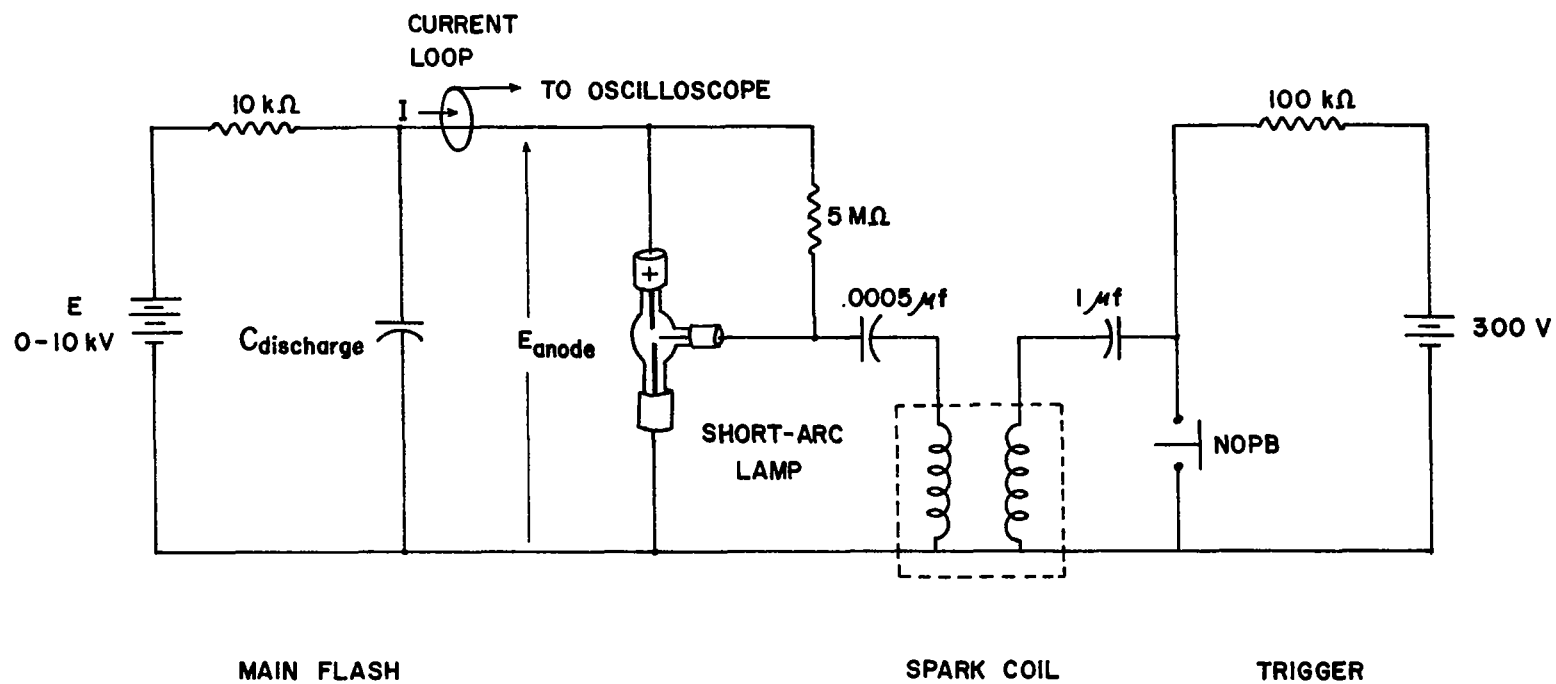 CURRENT
LOOP
TO OSCILLOSCOPE
10 kΩ
I
100 kΩ
5 MΩ
E
0-10 kV
Cdischarge
Eanode
+
.0005 μf
1 μf
300 V
SHORT-ARC
LAMP
NOPB
MAIN FLASH
SPARK COIL
TRIGGER